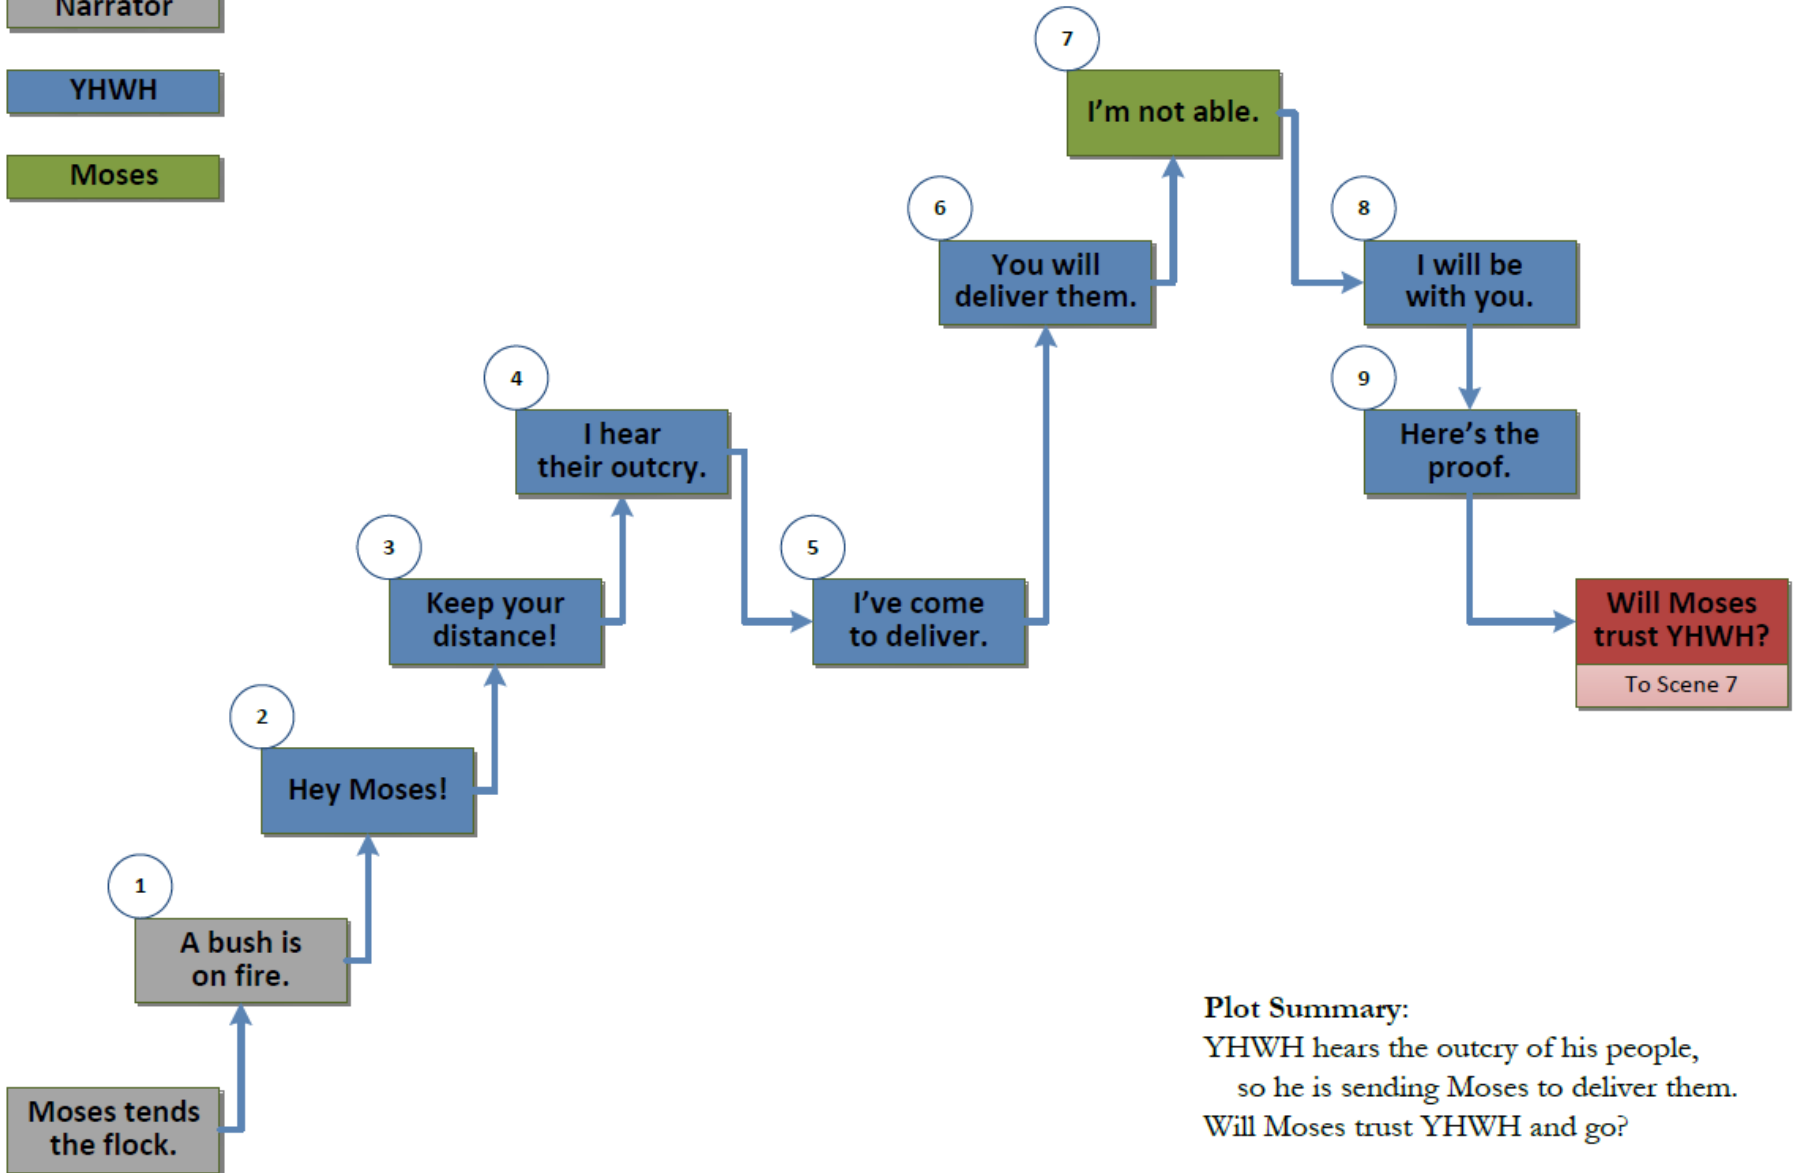 Narrator
YHWH
Moses
7
I'm not able.
6
You will
deliver them.
8
I will be
with you.
4
I hear
their outcry.
9
Here's the
proof.
3
Keep your
distance!
5
I've come
to deliver.
Will Moses
trust YHWH?
To Scene 7
2
Hey Moses!
1
A bush is
on fire.
Moses tends
the flock.
Plot Summary:
YHWH hears the outcry of his people,
so he is sending Moses to deliver them.
Will Moses trust YHWH and go?